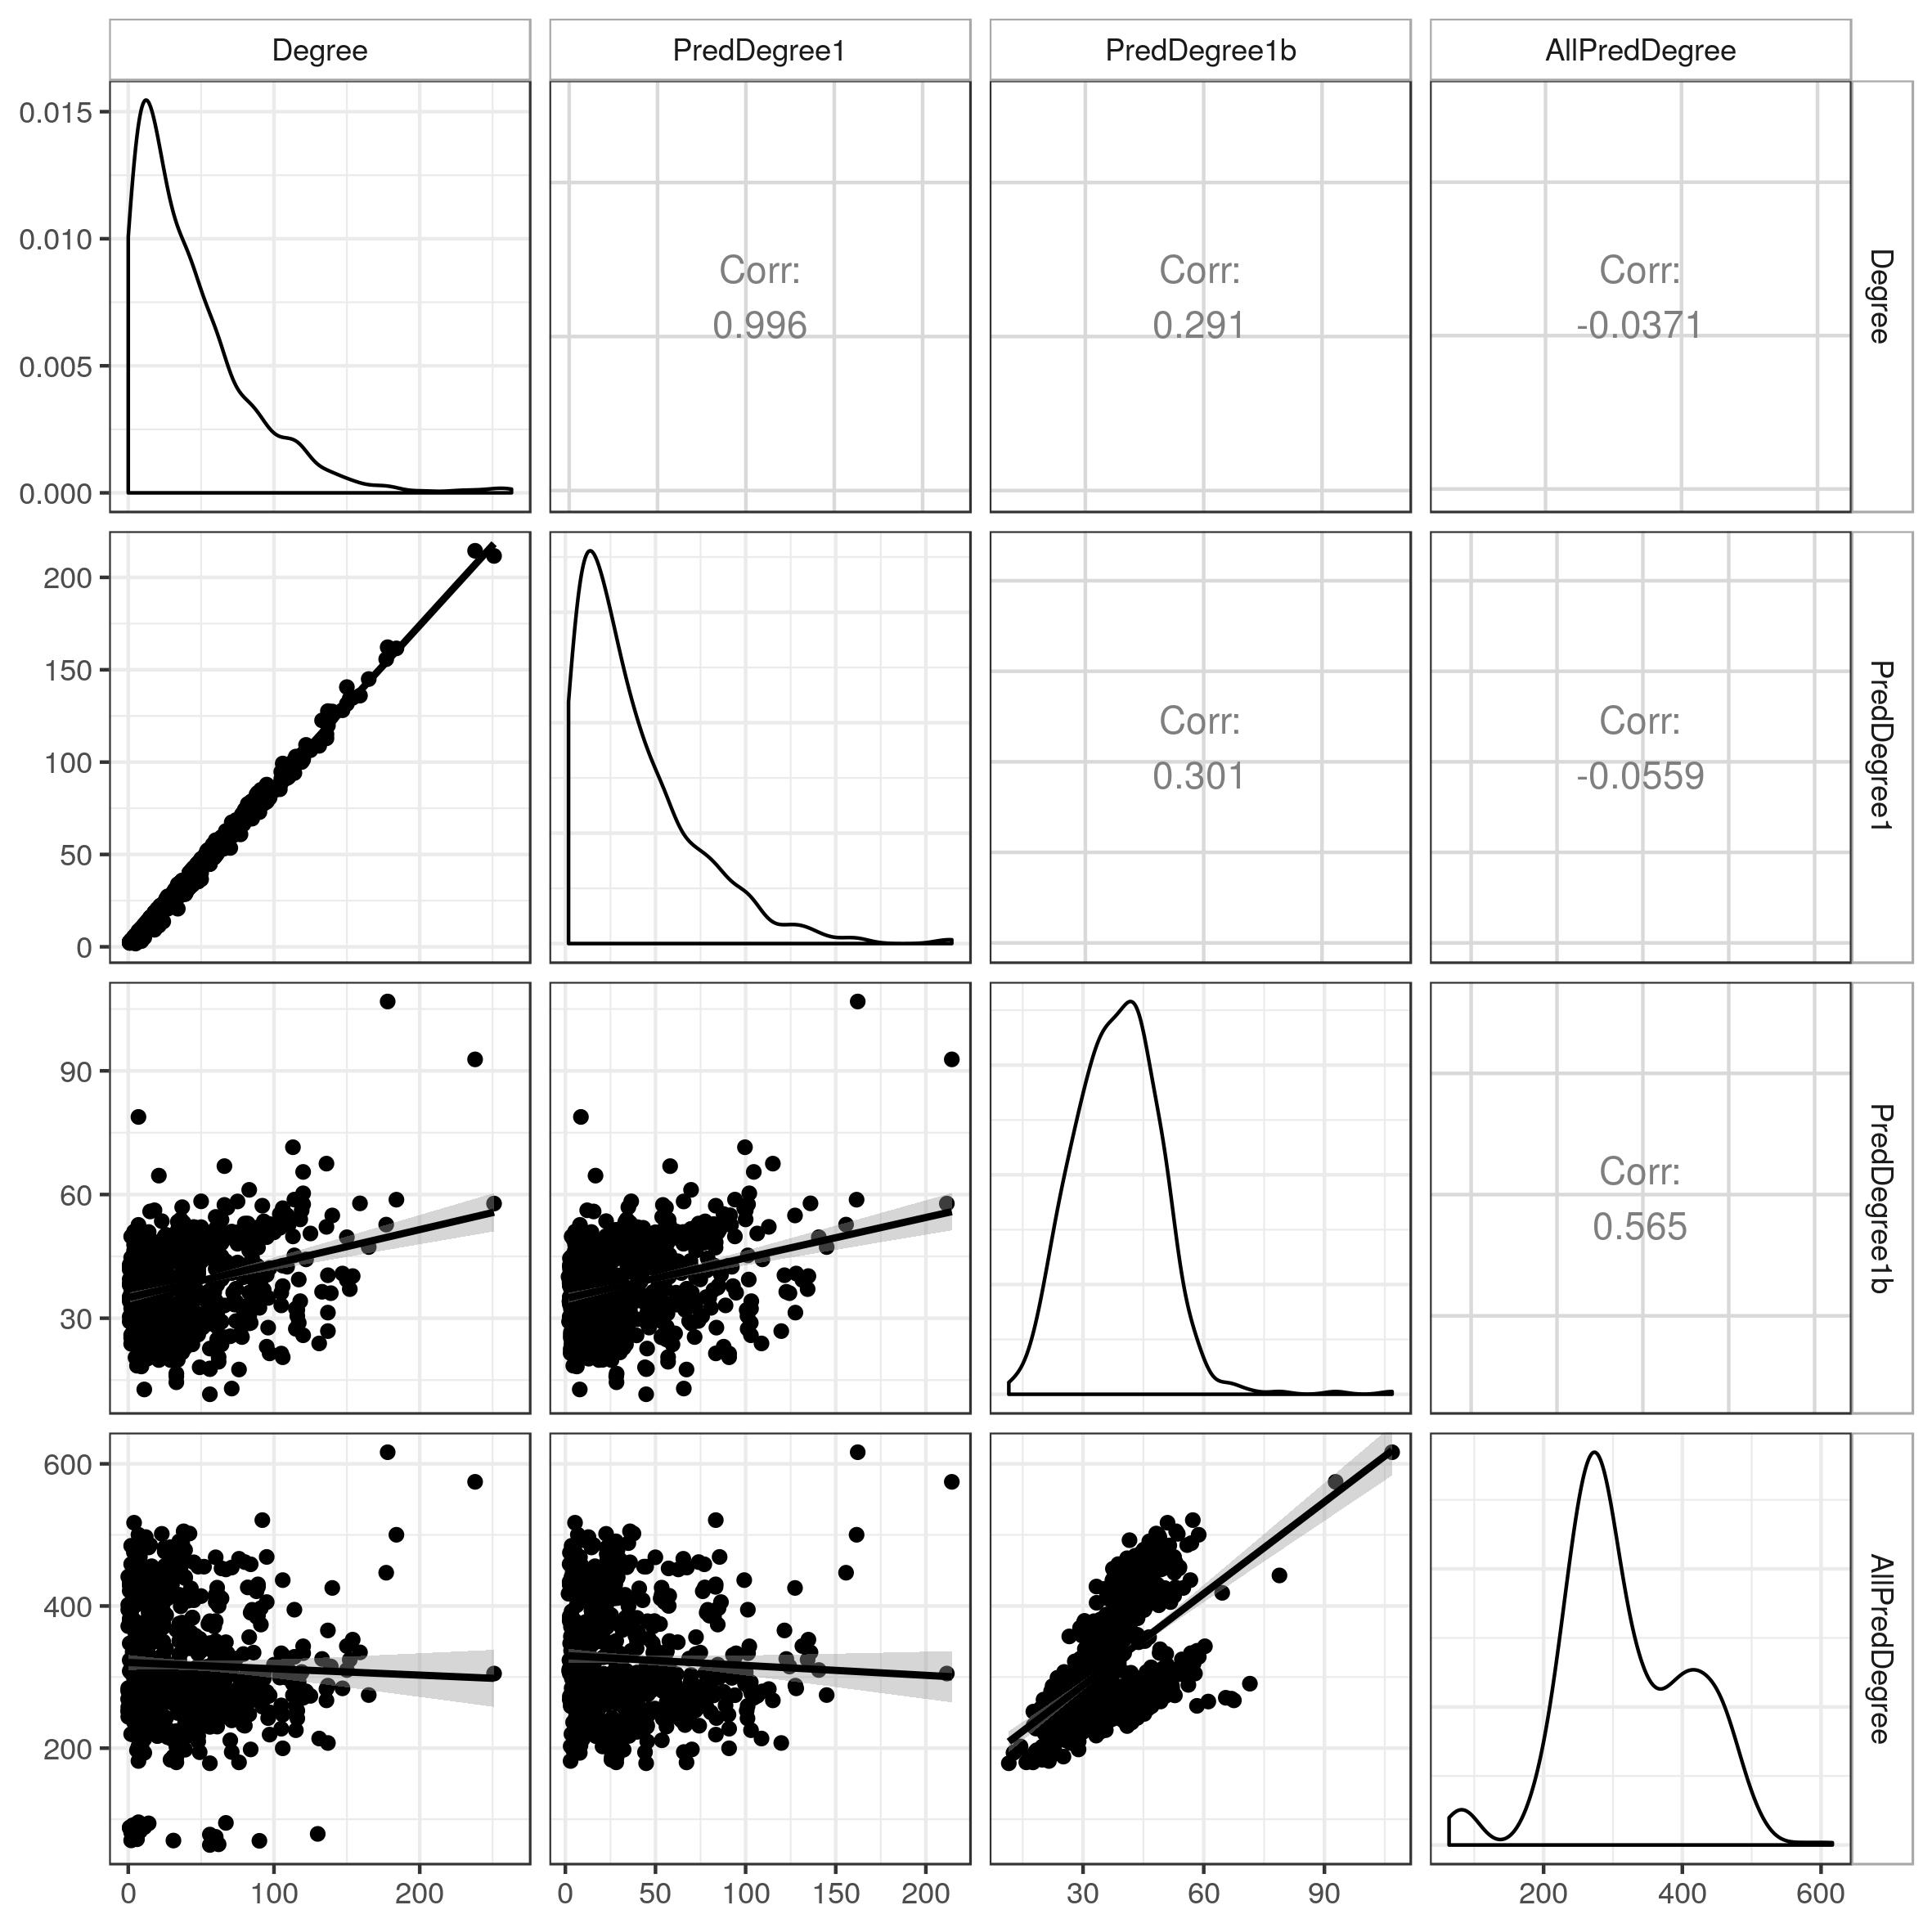 Degree PredDegree1 PredDegree1b AllPredDegree
0.015
0.010
0.005
0.000
Corr:
0.996
Corr:
0.291
Corr:
-0.0371
Degree
200
150
100
50
0
Corr:
0.301
Corr:
-0.0559
PredDegree1
90
60
30
Corr:
0.565
PredDegree1b
600
400
200
AllPredDegree
0 100 200 0 50 100 150 200 30 60 90 200 400 600